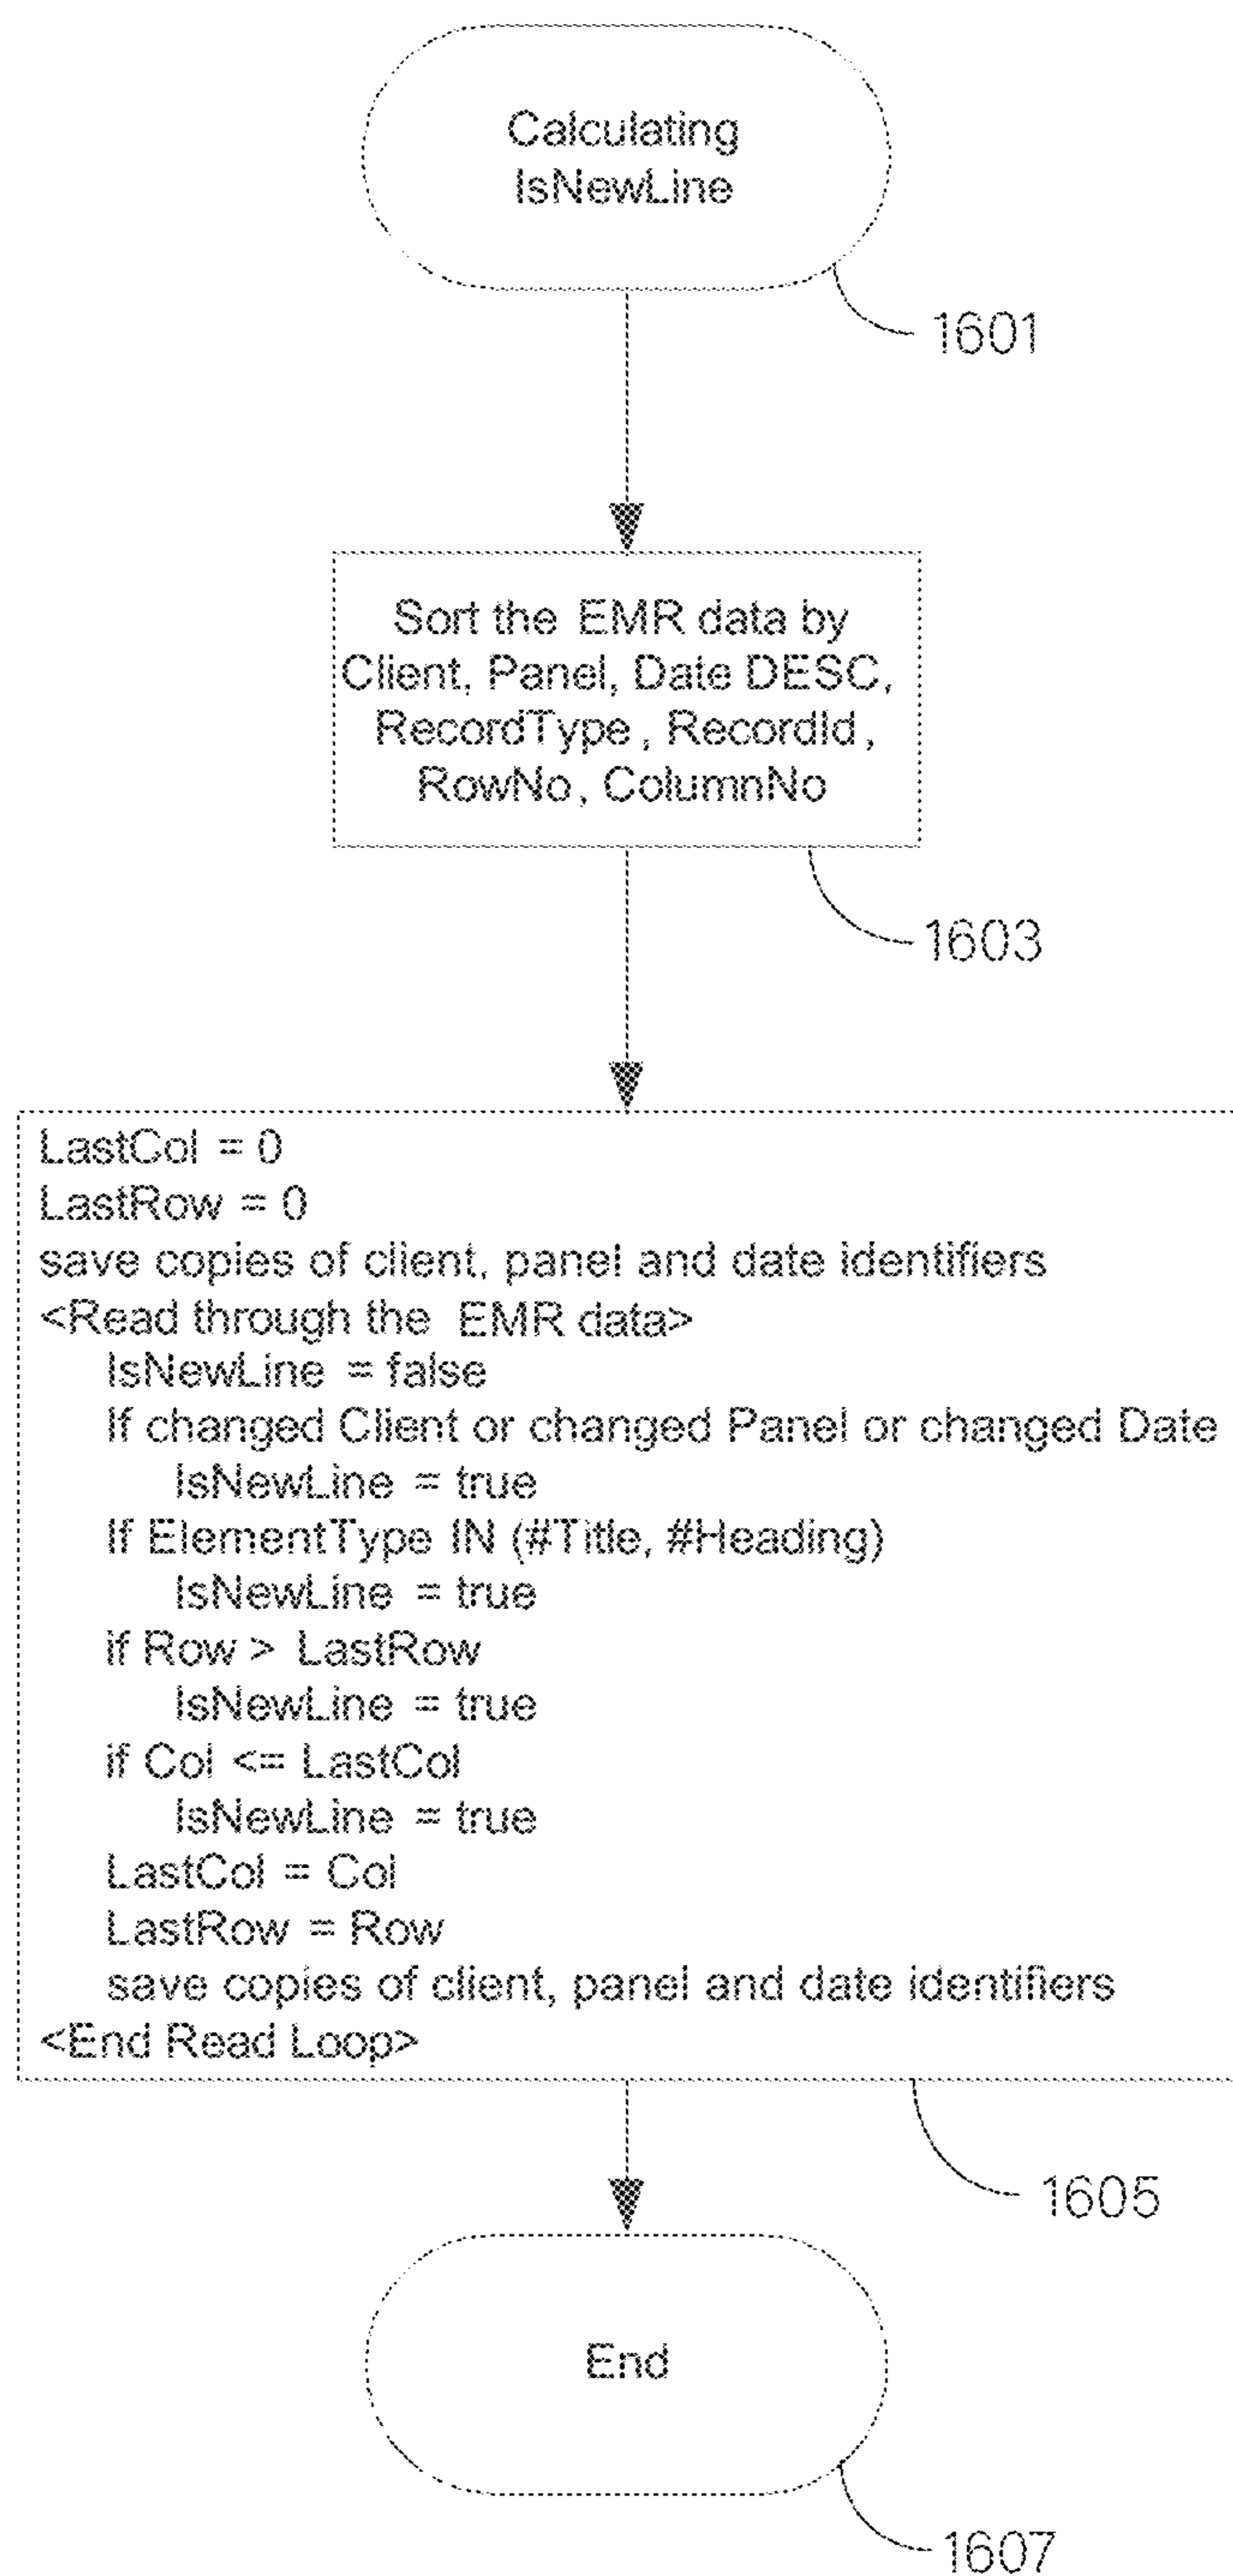 Calculating
IsNewLine
1601
Sort the EMR data by
Client, Panel, Date DESC,
RecordType, RecordId,
RowNo, ColumnNo
1603
LastCol = 0
LastRow = 0
save copies of client, panel and date identifiers
<Read through the EMR data>
IsNewLine = false
If changed Client or changed Panel or changed Date
IsNewLine = true
If ElementType IN (#Title, #Heading)
IsNewLine = true
if Row > LastRow
IsNewLine = true
if Col <= LastCol
IsNewLine = true
LastCol = Col
LastRow = Row
save copies of client, panel and date identifiers
<End Read Loop>
1605
End
1607